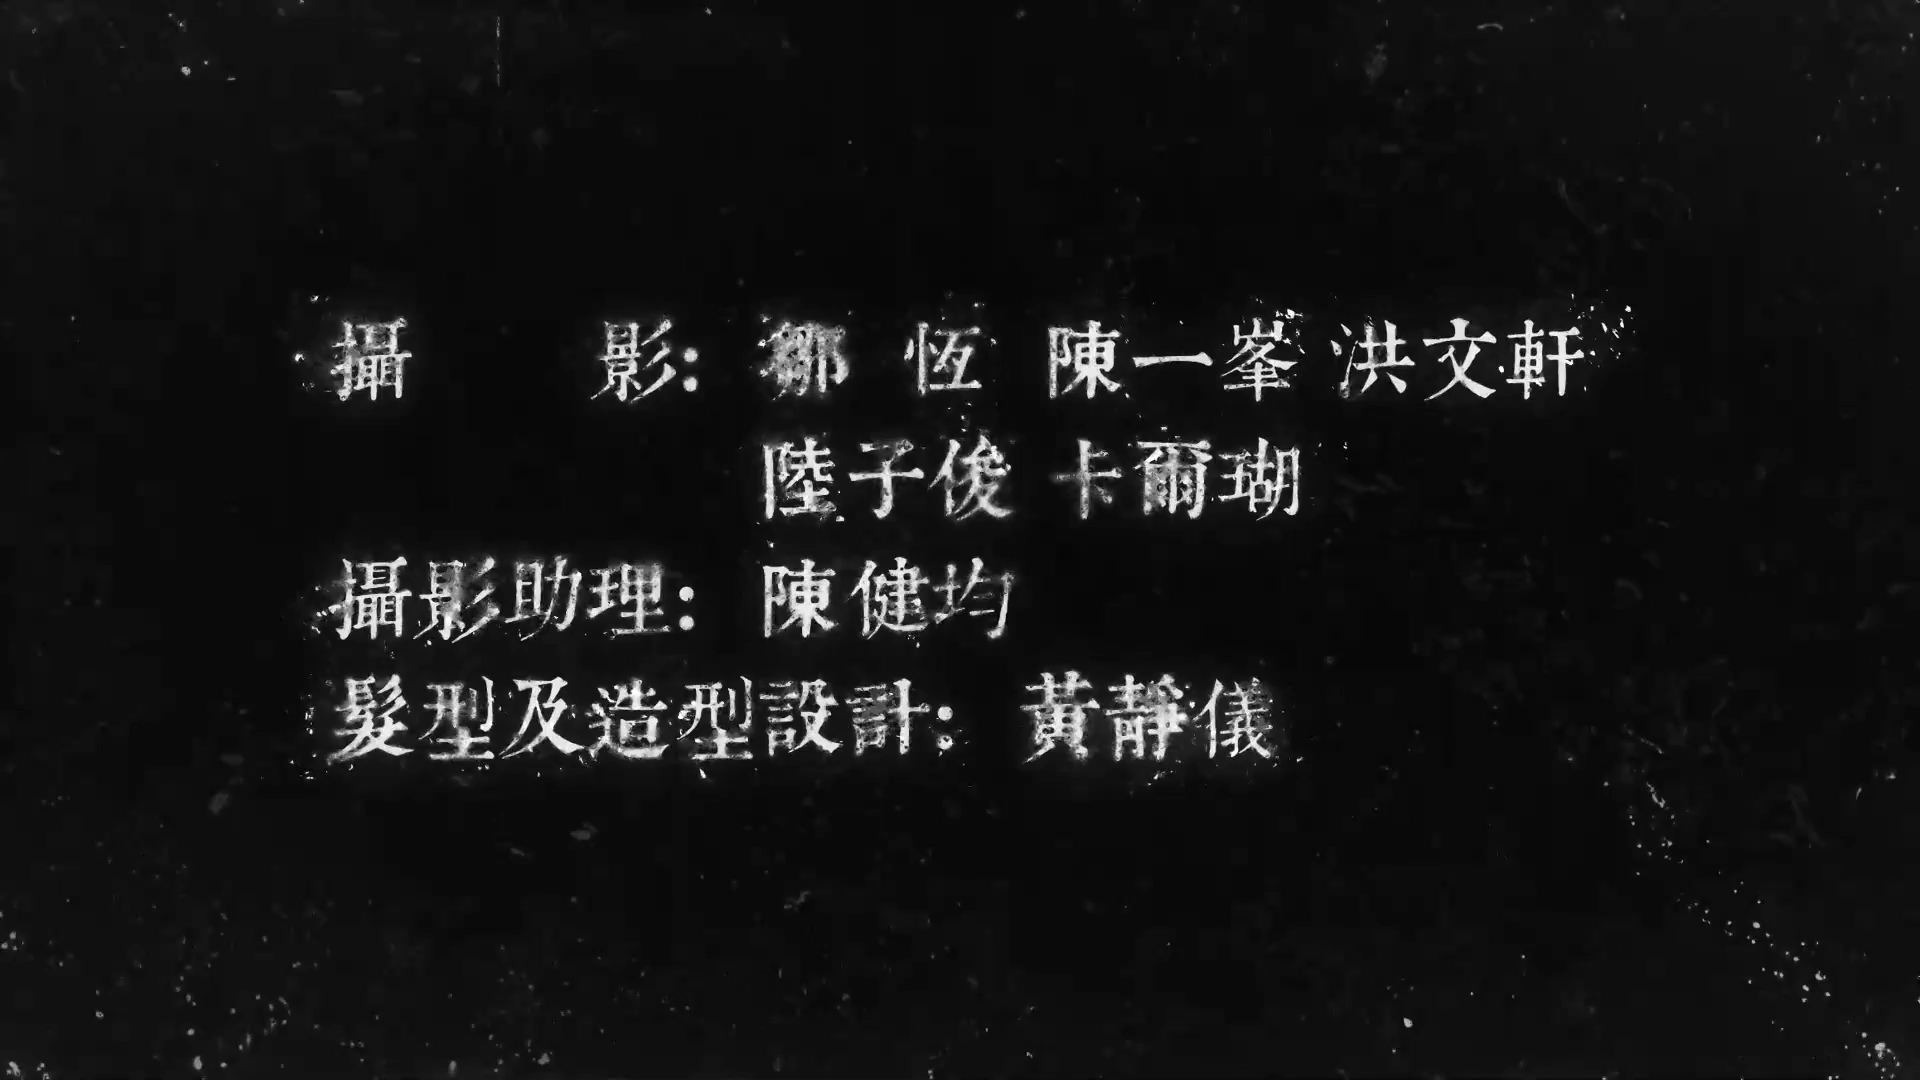 攝　影：鄒　恆　陳一峯　洪文軒
陸子俊　卡爾瑚
攝影助理：陳健均
髮型及造型設計：黃靜儀